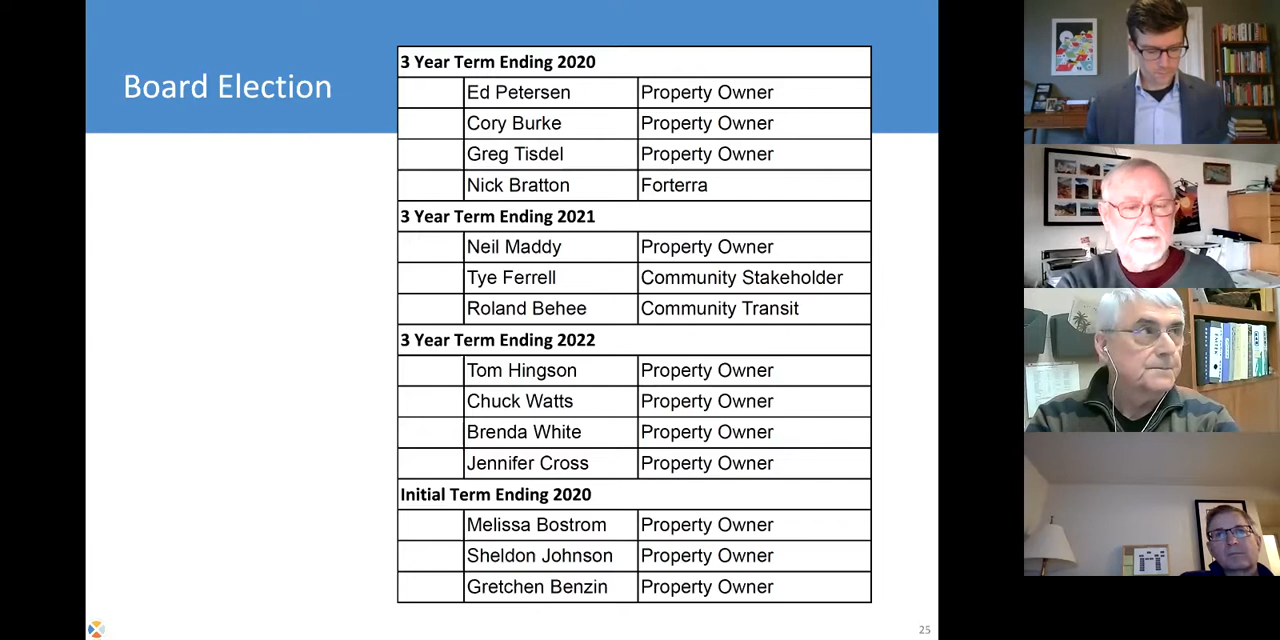 Board Election
3 Year Term Ending 2020
Ed Petersen Property Owner
Cory Burke Property Owner
Greg Tisdel Property Owner
Nick Bratton Forterra
3 Year Term Ending 2021
Neil Maddy Property Owner
Tye Ferrell Community Stakeholder
Roland Behee Community Transit
3 Year Term Ending 2022
Tom Hingson Property Owner
Chuck Watts Property Owner
Brenda White Property Owner
Jennifer Cross Property Owner
Initial Term Ending 2020
Melissa Bostrom Property Owner
Sheldon Johnson Property Owner
Gretchen Benzin Property Owner
25